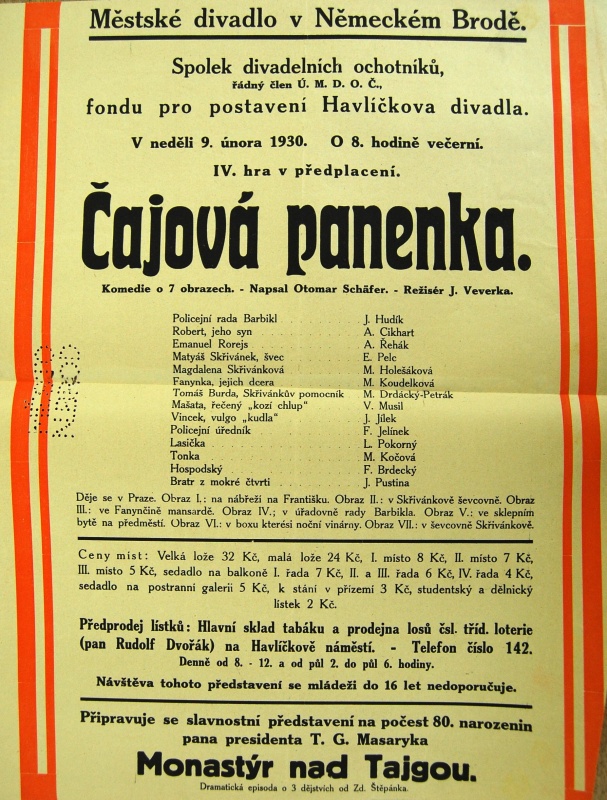 Městské divadlo v Německém Brodě.
Spolek divadelních ochotníků,
řádný člen Ú. M. D. O. Č.,
fondu pro postavení Havlíčkova divadla.
V neděli 9. února 1930. O 8. hodině večerní.
IV. hra v předplacení.
Čajová panenka.
Komedie o 7 obrazech. - Napsal Otomar Schäfer. - Režisér J. Veverka.
Policejní rada Barbikl J. Hudík
Robert, jeho syn A. Cikhart
Emanuel Rorejs A. Řehák
Matyáš Skřivánek, švec E. Pelc
Magdalena Skřivánková M. Holešáková
Fanynka, jejich dcera M. Koudelková
Tomáš Burda, Skřivánkův pomocník M. Drdácký-Petrák
Mašata, řečený „kozí chlup“ V. Musil
Vincek, vulgo „kudla“ J. Jílek
Policejní úředník F. Jelínek
Lasička L. Pokorný
Tonka M. Kočová
Hospodský F. Brdecký
Bratr z mokré čtvrti J. Pustina
Děje se v Praze. Obraz I.: na nábřeží na Františku. Obraz II.: v Skřivánkově ševcovně. Obraz
III.: ve Fanynčině mansardě. Obraz IV.; v úřadovně rady Barbikla. Obraz V.: ve sklepním
bytě na předměstí. Obraz VI.: v boxu kterési noční vinárny. Obraz VII.: v ševcovně Skřívánkově.
Ceny míst: Velká lože 32 Kč, malá lože 24 Kč, I. místo 8 Kč, II. místo 7 Kč,
III. místo 5 Kč, sedadlo na balkoně I. řada 7 Kč, II. a III. řada 6 Kč, IV. řada 4 Kč,
sedadlo na postranní galerii 5 Kč, k stání v přízemí 3 Kč, studentský a dělnický
lístek 2 Kč.
Předprodej lístků: Hlavní sklad tabáku a prodejna losů čsl. tříd. loterie
(pan Rudolf Dvořák) na Havlíčkově náměstí. - Telefon číslo 142.
Denně od 8. - 12. a od půl 2. do půl 6. hodiny.
Návštěva tohoto představení se mládeži do 16 let nedoporučuje.
Připravuje se slavnostní představení na počest 80. narozenin
pana presidenta T. G. Masaryka
Monastýr nad Tajgou.
Dramatická episoda o 3 dějstvích od Zd. Štěpánka.